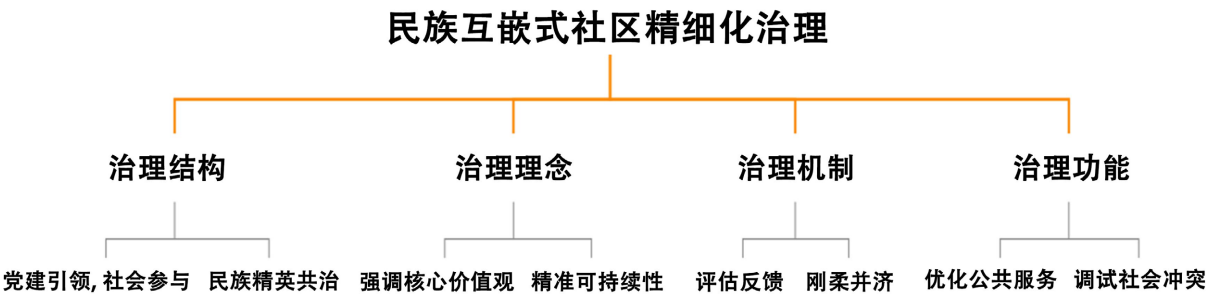 民族互嵌式社区精细化治理
治理结构
治理理念
治理机制
治理功能
党建引领,社会参与
民族精英共治
强调核心价值观
精准可持续性
评估反馈
刚柔并济
优化公共服务
调试社会冲突